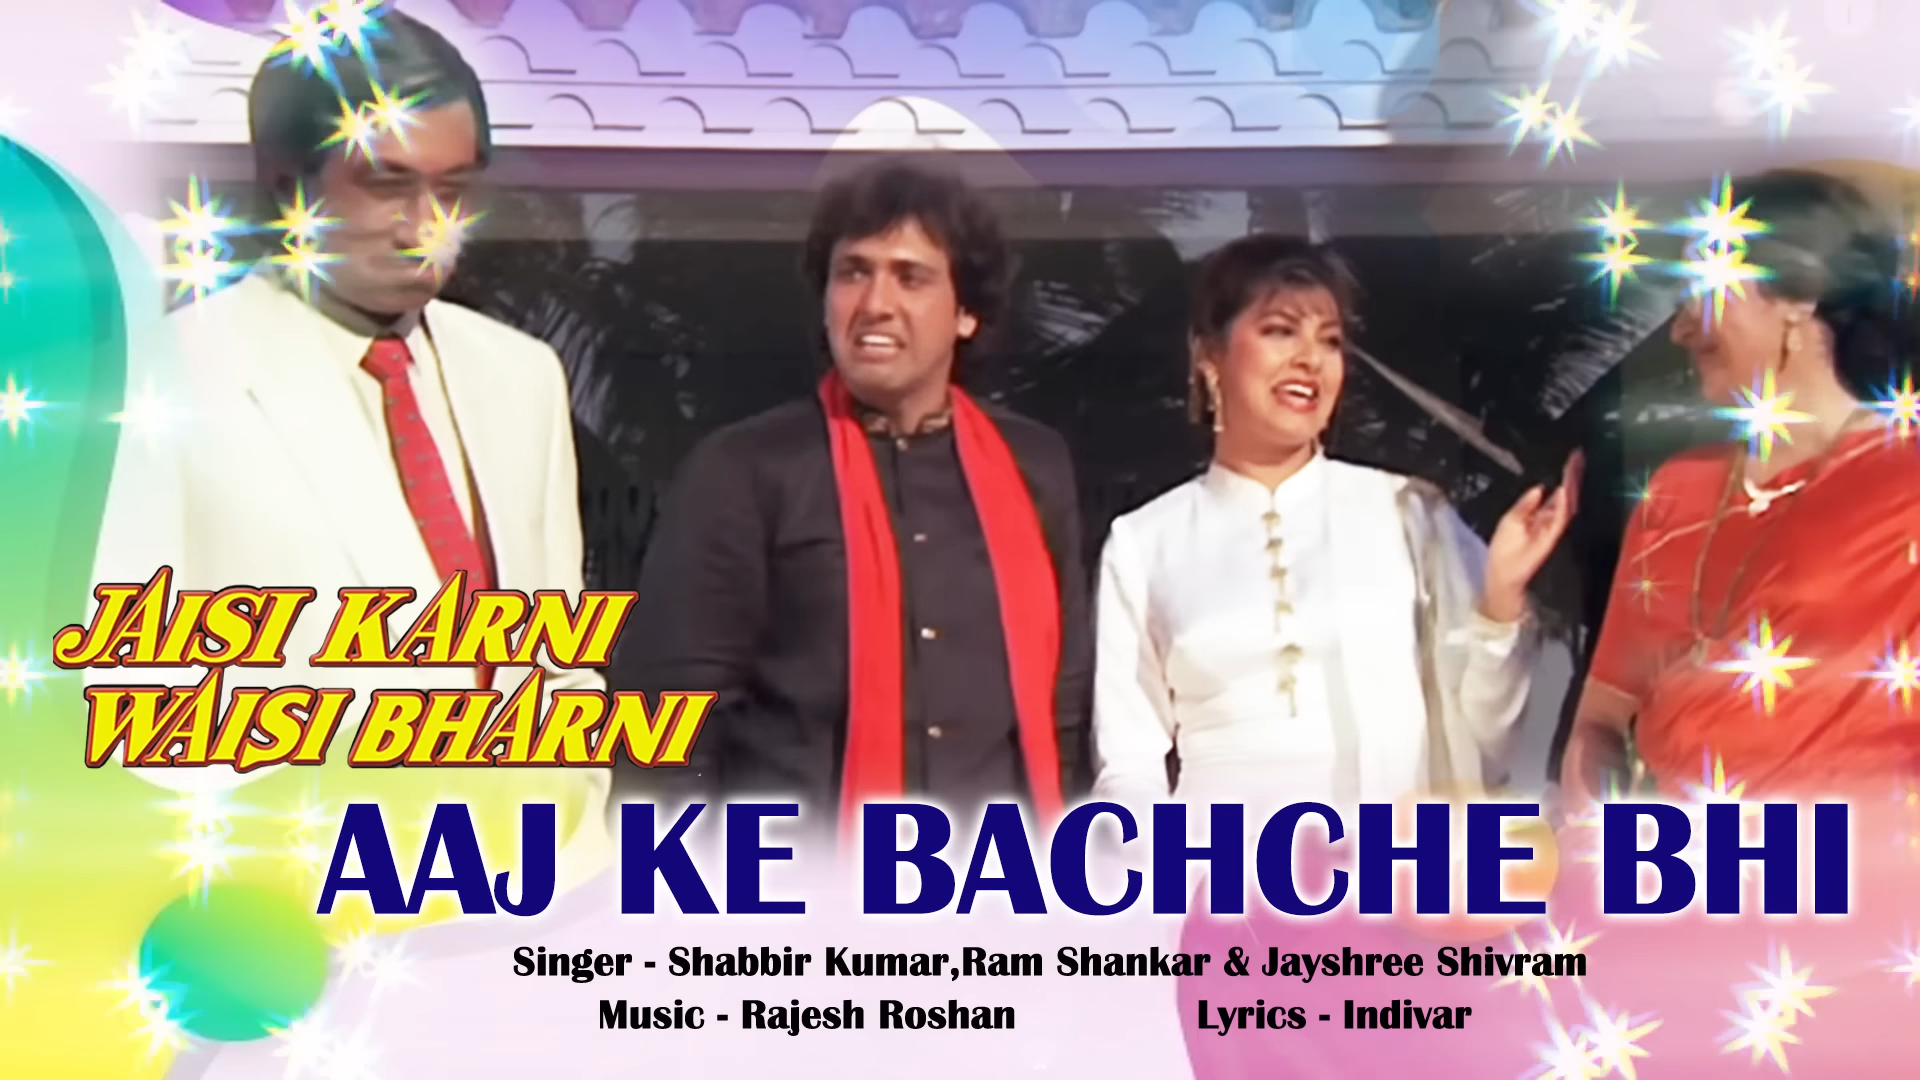 JAISI KARNI
WAISI BHARNI
AAJ KE BACHCHE BHI
Singer - Shabbir Kumar,Ram Shankar & Jayshree Shivram
Music - Rajesh Roshan
Lyrics - Indivar